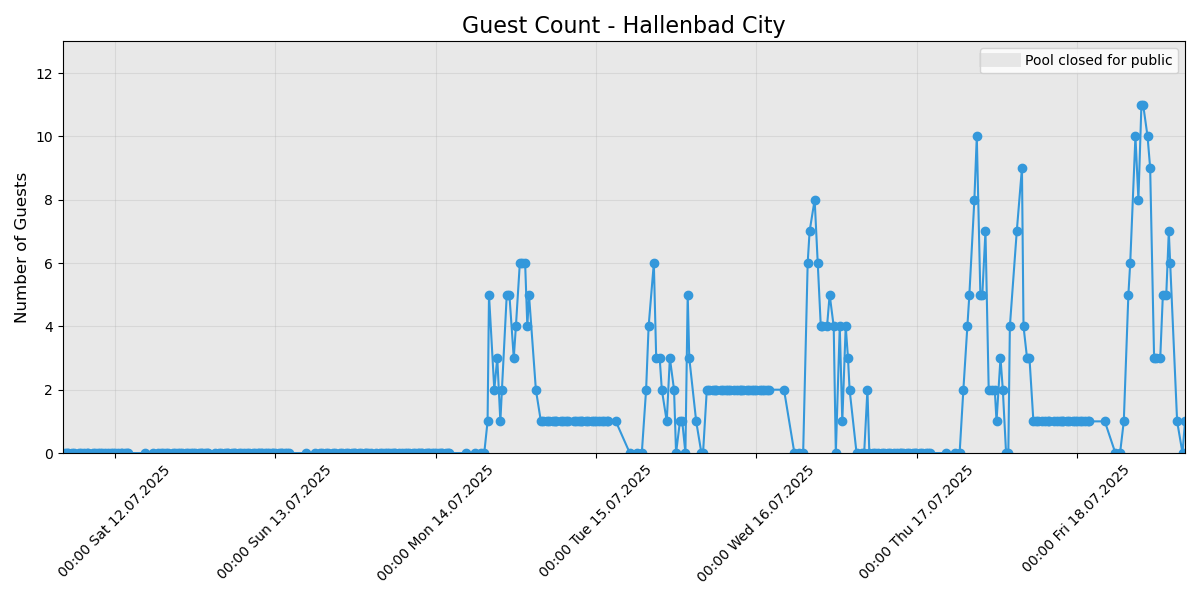 Guest Count - Hallenbad City
Pool closed for public
Number of Guests
12
10
8
6
4
2
0
00:00 Sat 12.07.2025
00:00 Sun 13.07.2025
00:00 Mon 14.07.2025
00:00 Tue 15.07.2025
00:00 Wed 16.07.2025
00:00 Thu 17.07.2025
00:00 Fri 18.07.2025